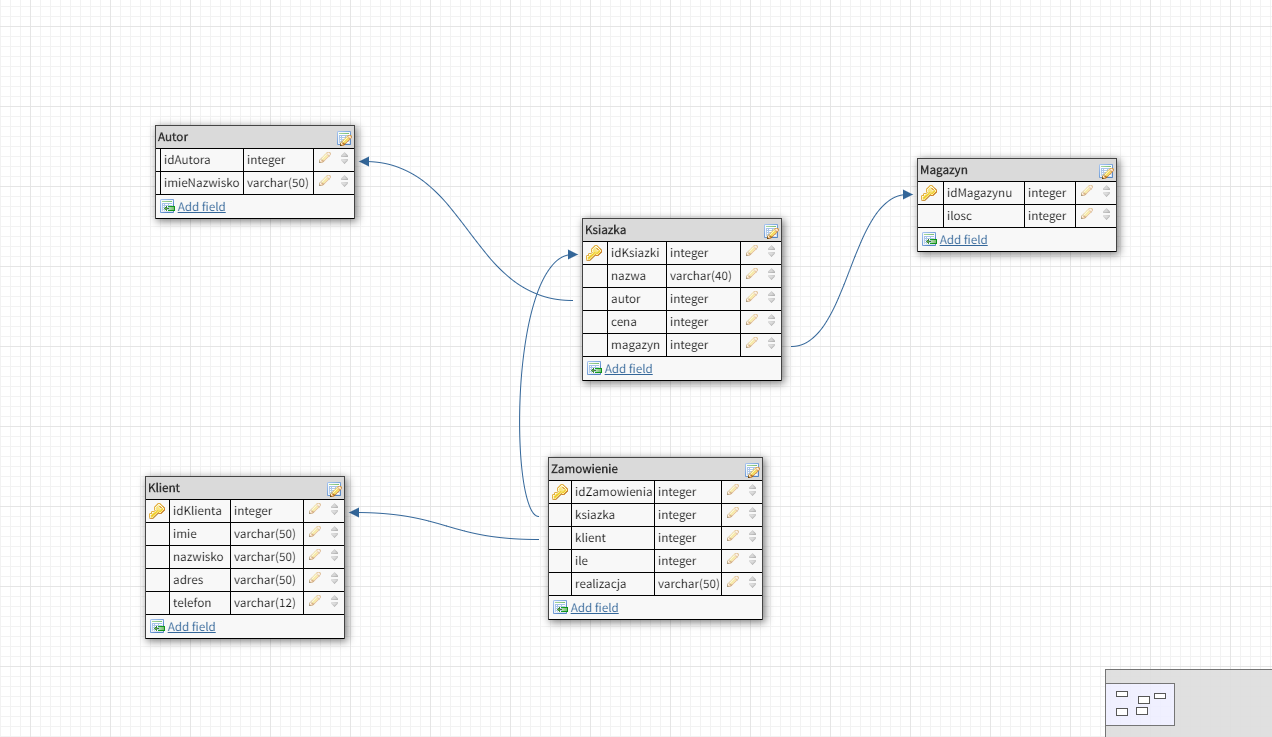 Autor
idAutora integer
imieNazwisko varchar(50)
Add field
Magazyn
idMagazynu integer
ilosc integer
Add field
Ksiazka
idKsiazki integer
nazwa varchar(40)
autor integer
cena integer
magazyn integer
Add field
Klient
idKlienta integer
imie varchar(50)
nazwisko varchar(50)
adres varchar(50)
telefon varchar(12)
Add field
Zamowienie
idZamowienia integer
ksiazka integer
klient integer
ile integer
realizacja varchar(50)
Add field